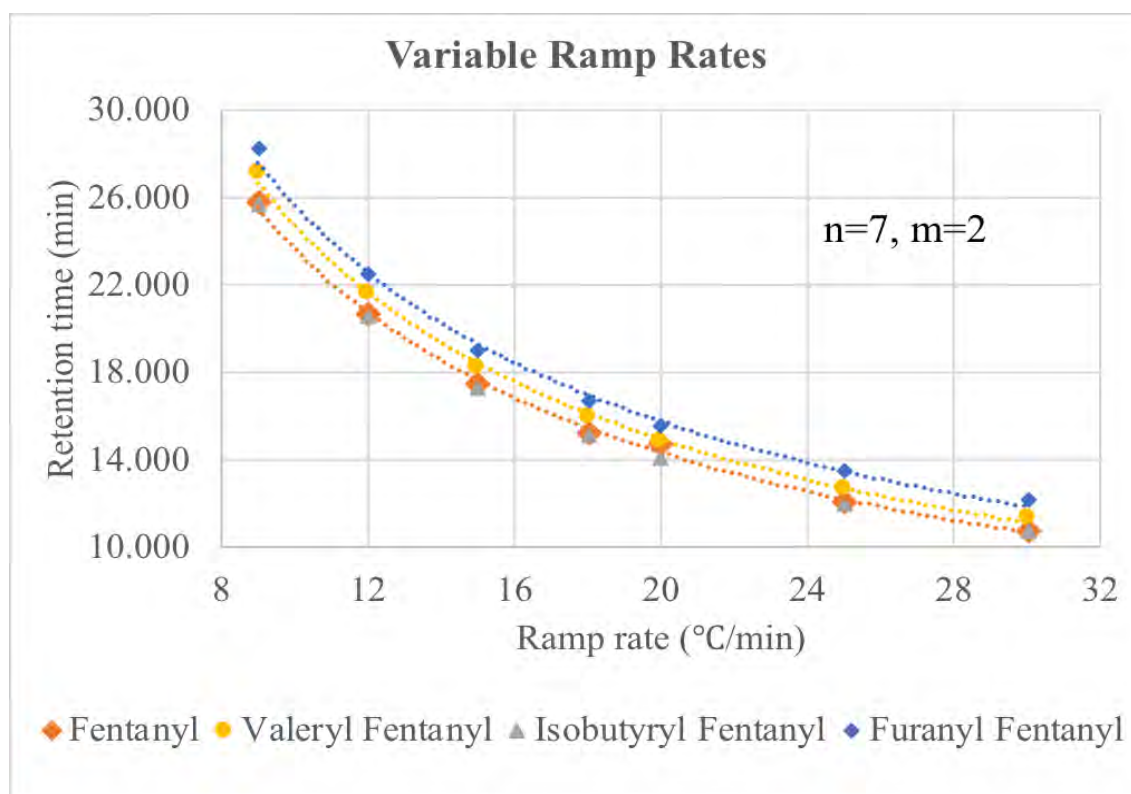 Variable Ramp Rates
30.000
26.000
22.000
18.000
14.000
10.000
Retention time (min)
n=7, m=2
8 12 16 20 24 28 32
Ramp rate (°C/min)
Fentanyl Valeryl Fentanyl Isobutyryl Fentanyl Furanyl Fentanyl